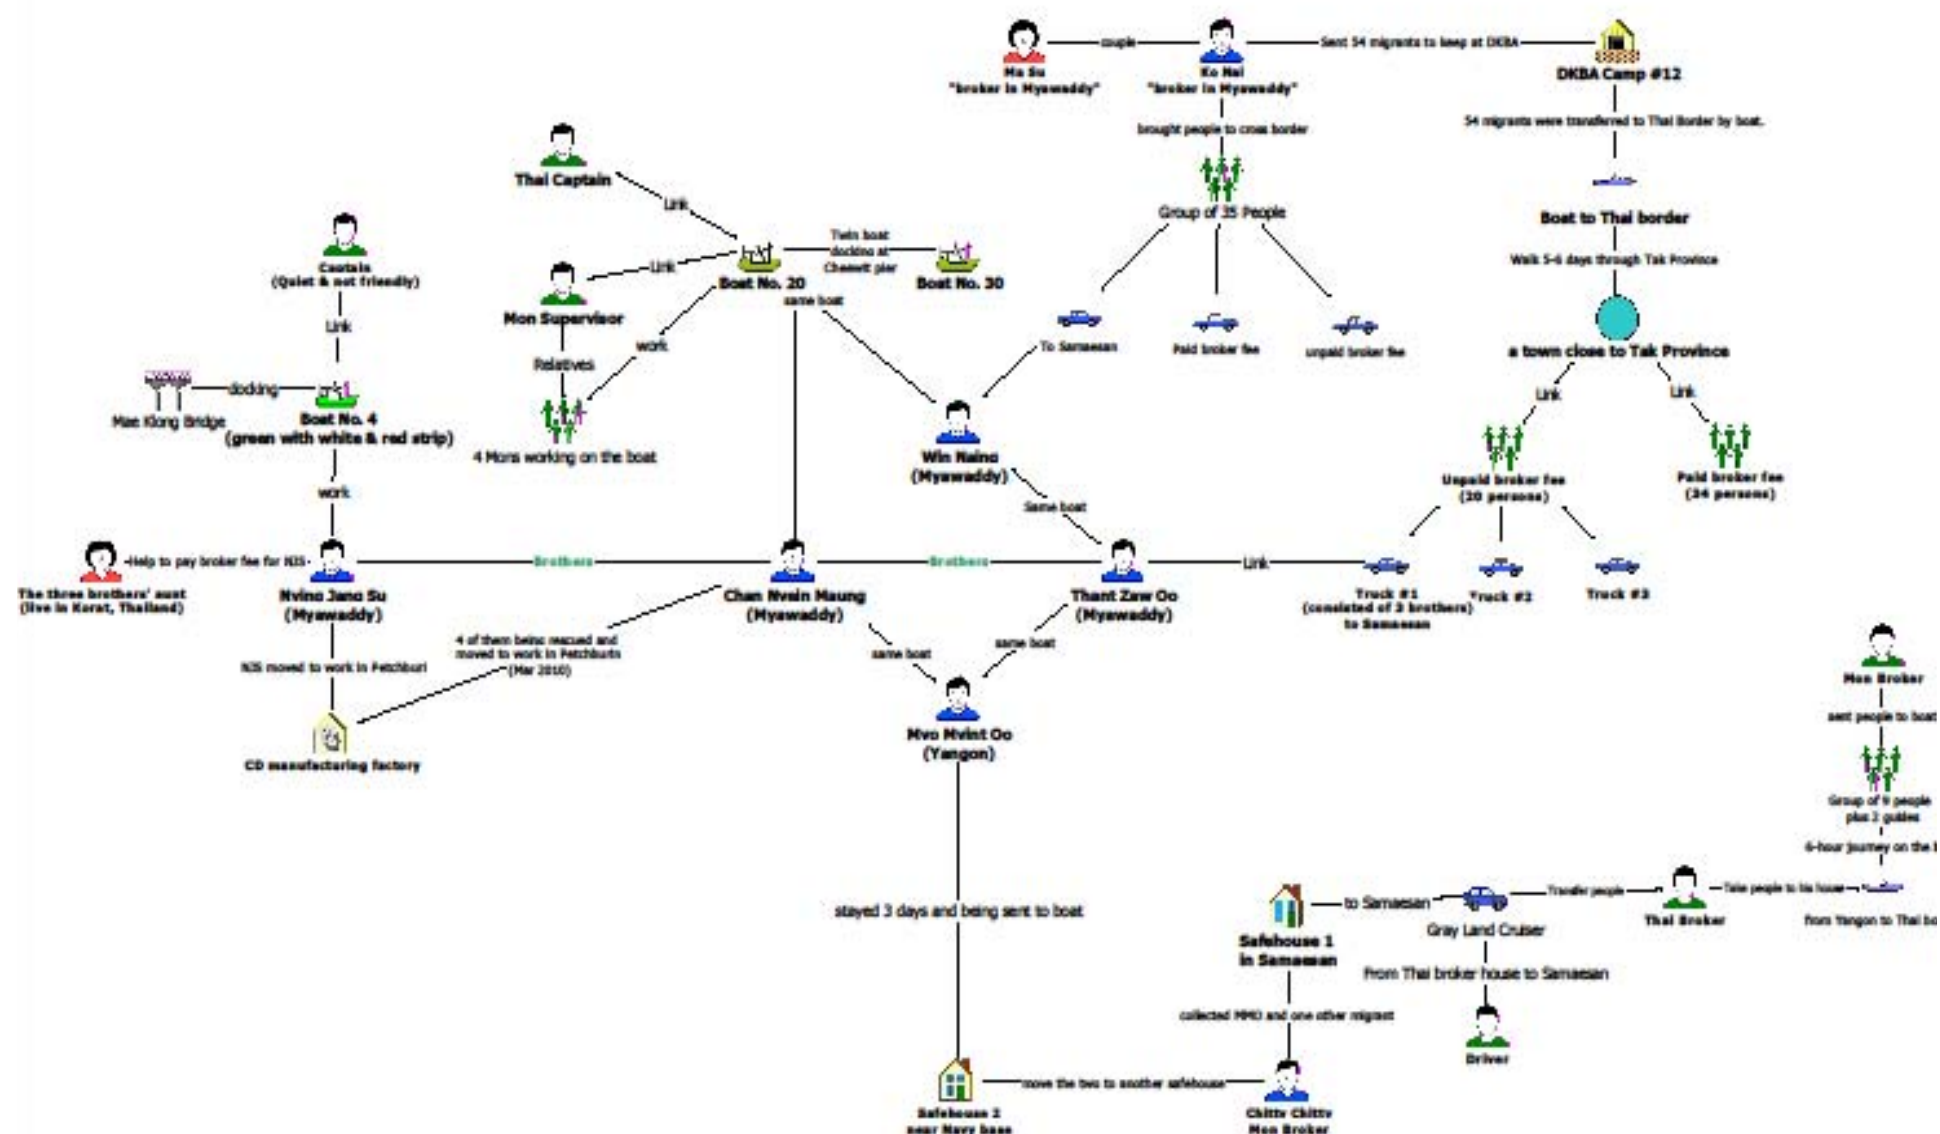 couple
Sent 54 migrants to keep at DKBA
Ma Su
"broker in Myawaddy"
Ko Nai
"broker in Myawaddy"
DKBA Camp #12
brought people to cross border
54 migrants were transferred to Thai Border by boat.
Thai Captain
Link
Group of 35 People
Boat to Thai border
Twin boat
docking at
Cheewit pier
Captain
(Quiet & not friendly)
Link
Boat No. 20
Boat No. 30
Walk 5-6 days through Tak Province
same boat
Mon Supervisor
Link
work
To Samaesan
Paid broker fee
unpaid broker fee
a town close to Tak Province
Relatives
docking
Link
Link
Mae Klong Bridge
Boat No. 4
(green with white & red strip)
4 Mons working on the boat
Win Naing
(Myawaddy)
Unpaid broker fee
(20 persons)
Paid broker fee
(34 persons)
work
Same boat
Help to pay broker fee for NJS
Brothers
Brothers
Link
The three brothers' aunt
(live in Korat, Thailand)
Nying Jang Su
(Myawaddy)
Chan Nyein Maung
(Myawaddy)
Thant Zaw Oo
(Myawaddy)
Truck #1
(consisted of 3 brothers)
to Samaesan
Truck #2
Truck #3
4 of them being rescued and
moved to work in Petchburin
(Mar 2010)
same boat
same boat
NJS moved to work in Petchburi
Mon Broker
sent people to boat
Myo Myint Oo
(Yangon)
CD manufacturing factory
Group of 9 people
plus 2 guides
6-hour journey on the
stayed 3 days and being sent to boat
to Samaesan
Transfer people
Take people to his house
Safehouse 1
in Samaesan
Gray Land Cruiser
Thai Broker
from Yangon to Thai
From Thai broker house to Samaesan
collected MMO and one other migrant
Driver
move the two to another safehouse
Safehouse 2
near Navy base
Chitty Chitty
Mon Broker